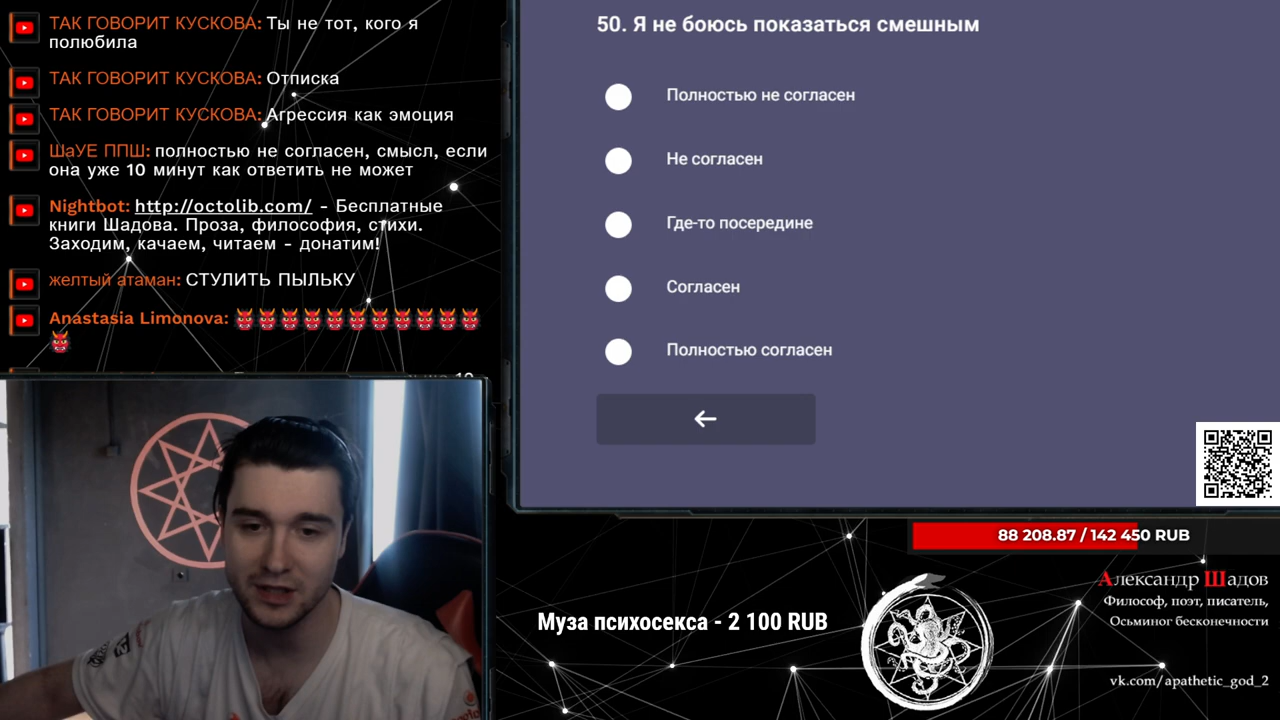 ТАК ГОВОРИТ КУСКОВА: Ты не тот, кого я
полюбила
ТАК ГОВОРИТ КУСКОВА: Отписка
ТАК ГОВОРИТ КУСКОВА: Агрессия как эмоция
ШаУЕ ППШ: полностью не согласен, смысл, если
она уже 10 минут как ответить не может
Nightbot: http://octolib.com/ - Бесплатные
книги Шадова. Проза, философия, стихи.
Заходим, качаем, читаем - донатим!
желтый атаман: СТУЛИТЬ ПЫЛЬКУ
Anastasia Limonova: 👹👹👹👹👹👹👹👹👹👹👹
👹
50. Я не боюсь показаться смешным
Полностью не согласен
Не согласен
Где-то посередине
Согласен
Полностью согласен
←
88 208.87 / 142 450 RUB
Муза психосекса - 2 100 RUB
Александр Шадов
Философ, поэт, писатель,
Осьминог бесконечности
vk.com/apathetic_god_2